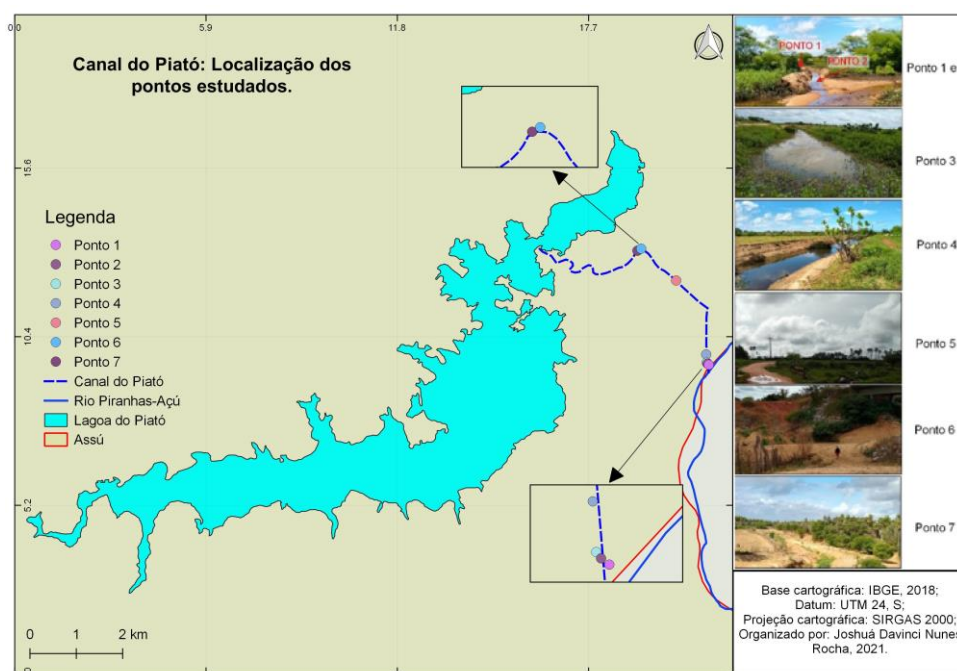 0.0
5.9
11.8
17.7
Canal do Piató: Localização dos
pontos estudados.
15.6
10.4
5.2
Legenda
Ponto 1
Ponto 2
Ponto 3
Ponto 4
Ponto 5
Ponto 6
Ponto 7
Canal do Piató
Rio Piranhas-Açú
Lagoa do Piató
Assú
0 1 2 km
PONTO 1
PONTO 2
Ponto 1 e
Ponto 3
Ponto 4
Ponto 5
Ponto 6
Ponto 7
Base cartográfica: IBGE, 2018;
Datum: UTM 24, S;
Projeção cartográfica: SIRGAS 2000;
Organizado por: Joshuá Davinci Nunes
Rocha, 2021.